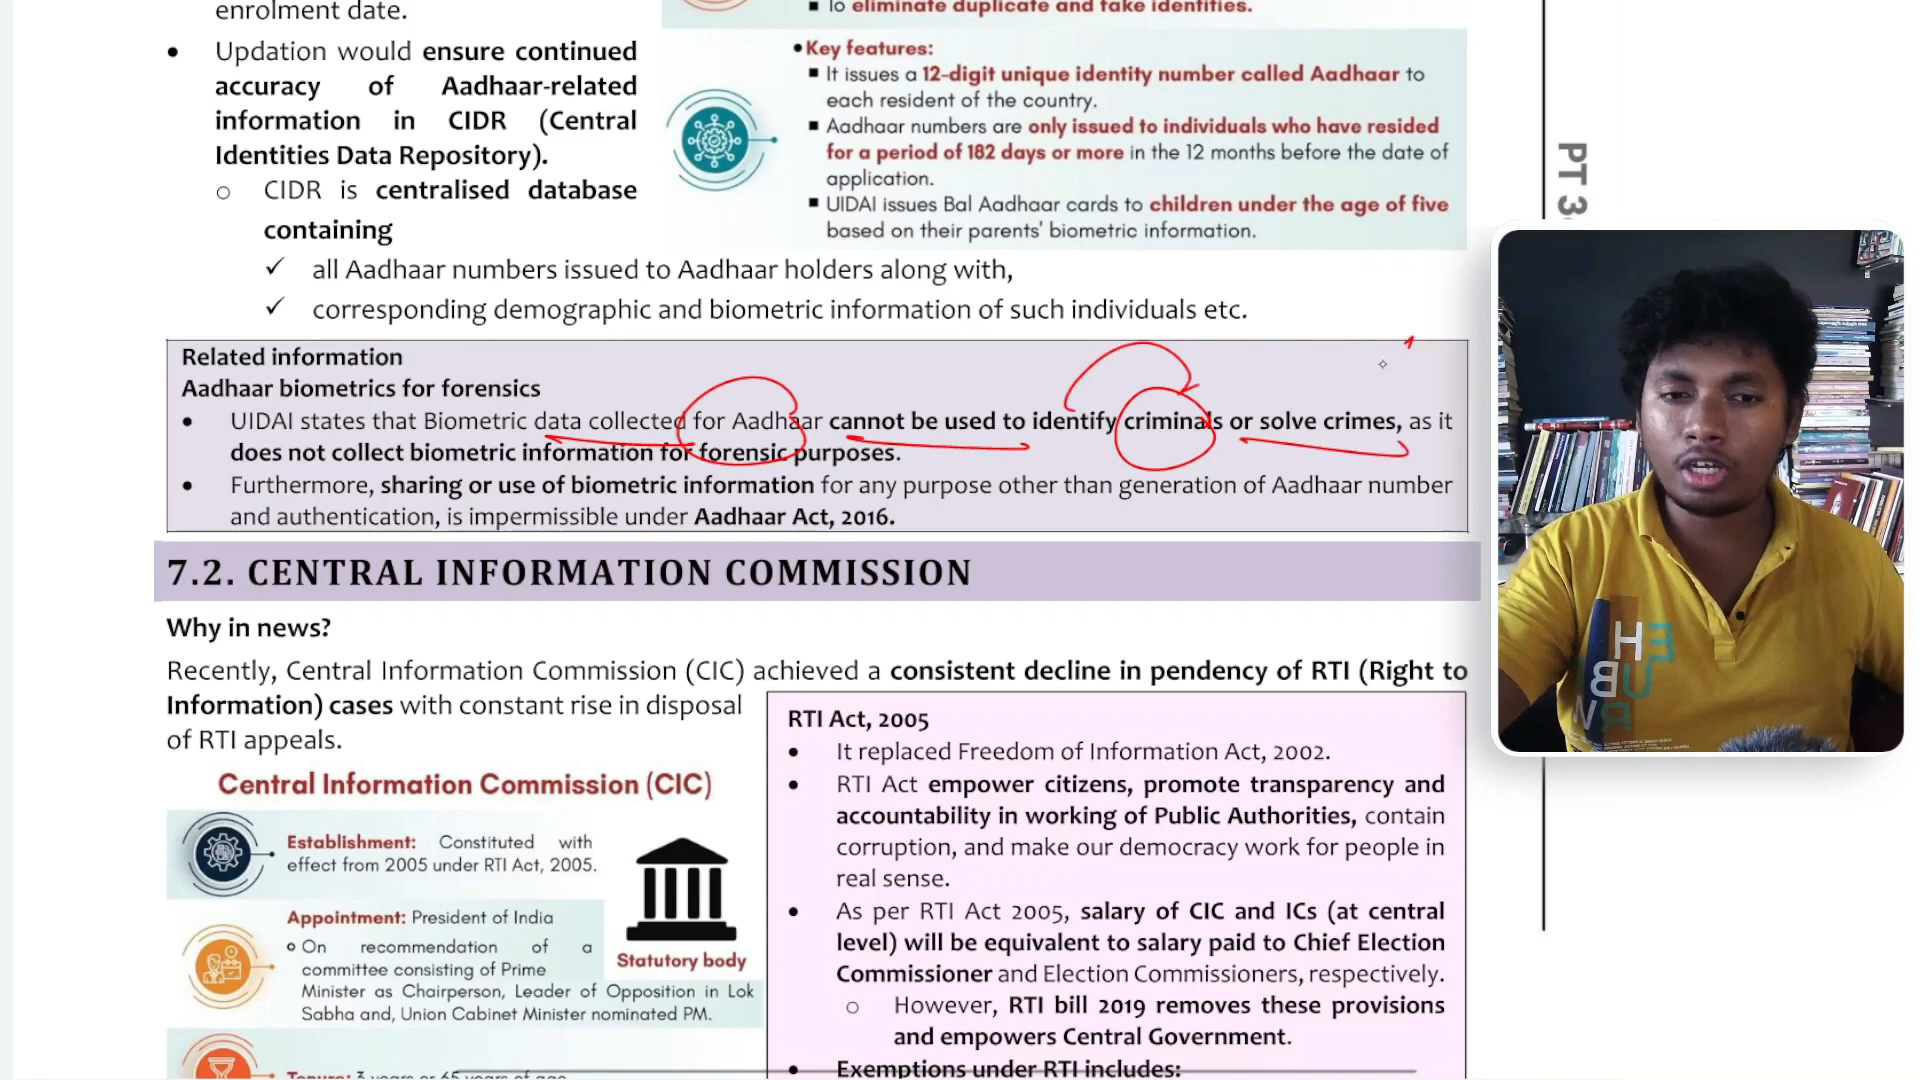 enrolment date.
• Updation would ensure continued
accuracy of Aadhaar-related
information in CIDR (Central
Identities Data Repository).
o CIDR is centralised database
containing
✓ all Aadhaar numbers issued to Aadhaar holders along with,
✓ corresponding demographic and biometric information of such individuals etc.
▪ To eliminate duplicate and fake identities.
• Key features:
▪ It issues a 12-digit unique identity number called Aadhaar to
each resident of the country.
▪ Aadhaar numbers are only issued to individuals who have resided
for a period of 182 days or more in the 12 months before the date of
application.
▪ UIDAI issues Bal Aadhaar cards to children under the age of five
based on their parents' biometric information.
PT 3
Related information
Aadhaar biometrics for forensics
• UIDAI states that Biometric data collected for Aadhaar cannot be used to identify criminals or solve crimes, as it
does not collect biometric information for forensic purposes.
• Furthermore, sharing or use of biometric information for any purpose other than generation of Aadhaar number
and authentication, is impermissible under Aadhaar Act, 2016.
7.2. CENTRAL INFORMATION COMMISSION
Why in news?
Recently, Central Information Commission (CIC) achieved a consistent decline in pendency of RTI (Right to
Information) cases with constant rise in disposal
of RTI appeals.
Central Information Commission (CIC)
Establishment: Constituted with
effect from 2005 under RTI Act, 2005.
Appointment: President of India
o On recommendation of a
committee consisting of Prime
Minister as Chairperson, Leader of Opposition in Lok
Sabha and, Union Cabinet Minister nominated PM.
Statutory body
Tenure: 3 years or 65 years of age
RTI Act, 2005
• It replaced Freedom of Information Act, 2002.
• RTI Act empower citizens, promote transparency and
accountability in working of Public Authorities, contain
corruption, and make our democracy work for people in
real sense.
• As per RTI Act 2005, salary of CIC and ICs (at central
level) will be equivalent to salary paid to Chief Election
Commissioner and Election Commissioners, respectively.
o However, RTI bill 2019 removes these provisions
and empowers Central Government.
• Exemptions under RTI includes: